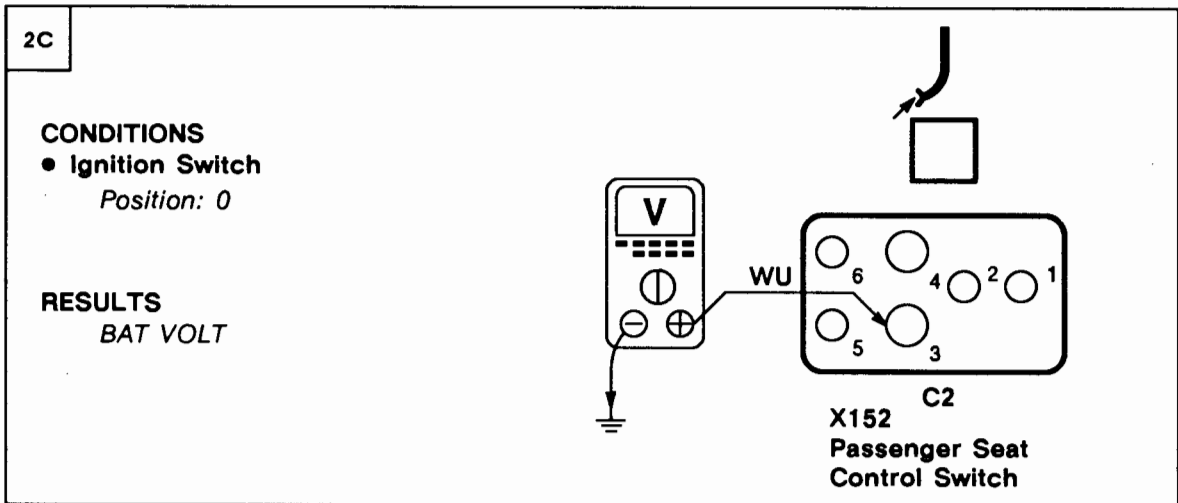 2C
CONDITIONS
● Ignition Switch
Position: 0
RESULTS
BAT VOLT
V
WU
6
4
2
1
5
3
C2
X152
Passenger Seat
Control Switch